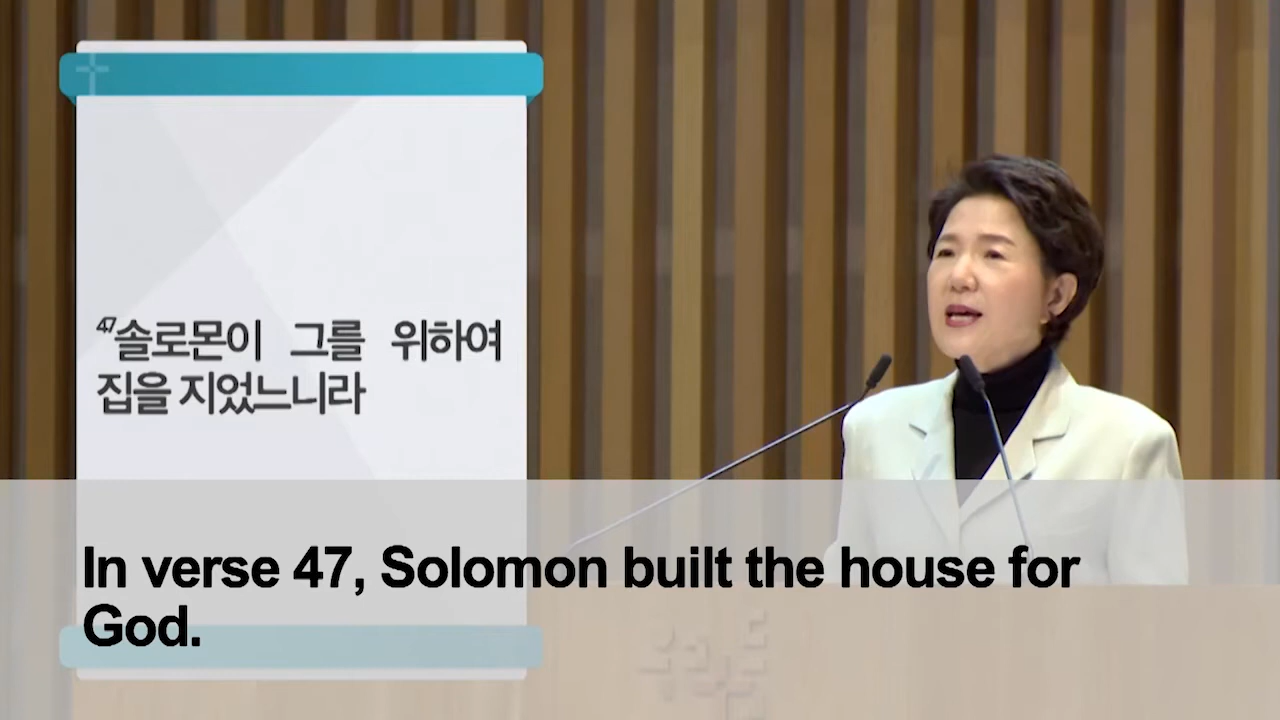 47솔로몬이 그를 위하여
집을 지었느니라
In verse 47, Solomon built the house for
God.